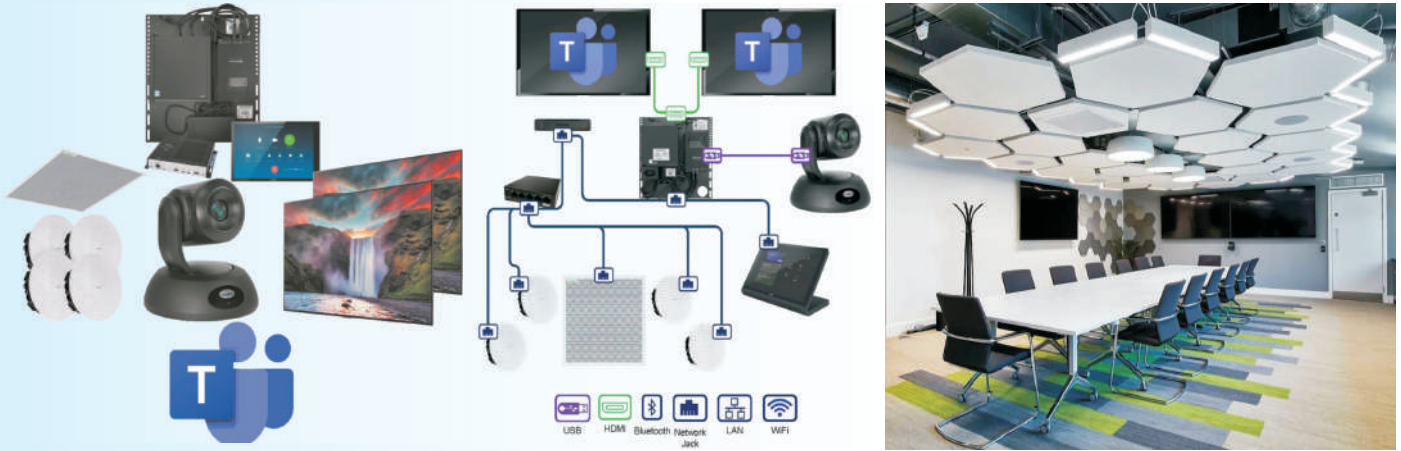 T
T
T
USB
HDMI
Bluetooth
Network
Jack
LAN
WiFi